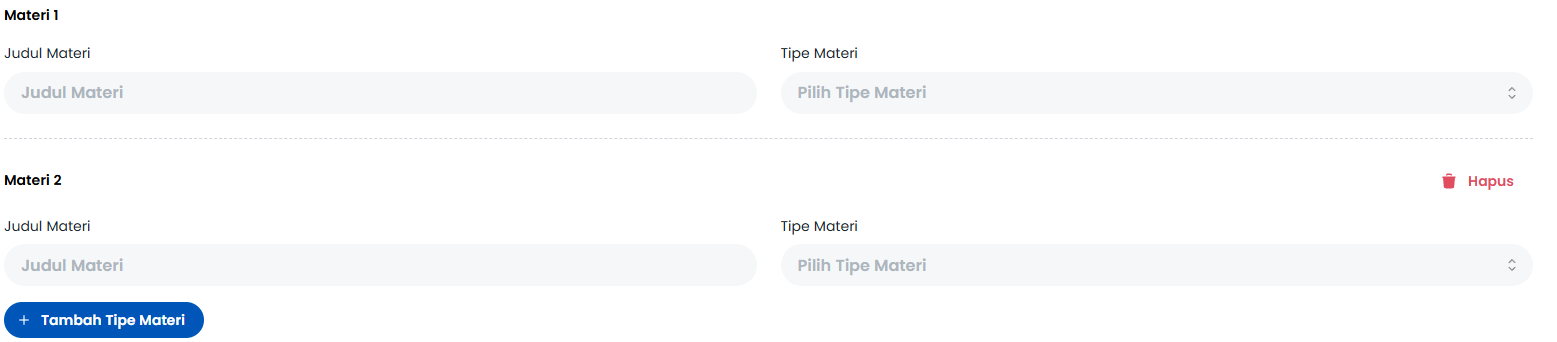 Materi 1
Judul Materi
Tipe Materi
Judul Materi
Pilih Tipe Materi
Materi 2
Hapus
Judul Materi
Tipe Materi
Judul Materi
Pilih Tipe Materi
+ Tambah Tipe Materi